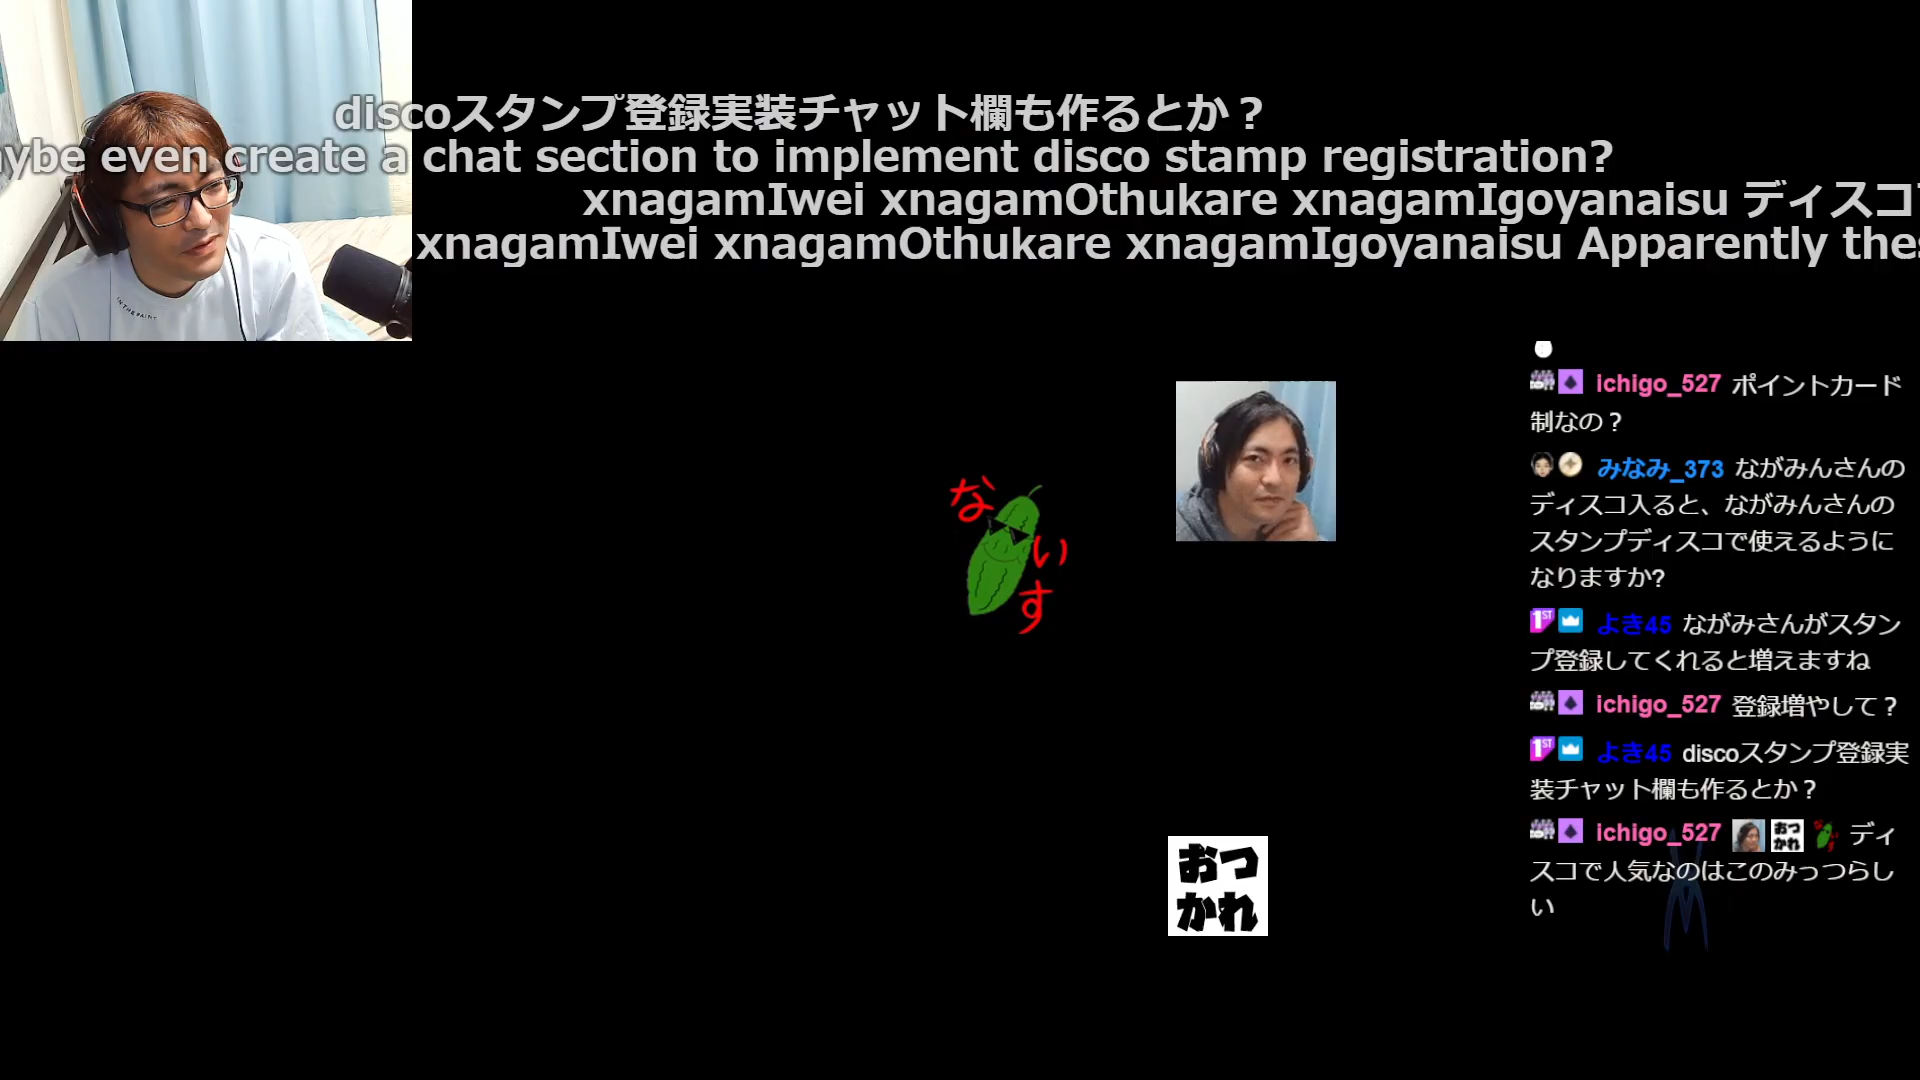 discoスタンプ登録実装チャット欄も作るとか？
ybe even create a chat section to implement disco stamp registration?
xnagamIwei xnagamOthukare xnagamIgoyanaisu ディスコ
xnagamIwei xnagamOthukare xnagamIgoyanaisu Apparently thes
IN THE PAINT
ichigo_527 ポイントカード
制なの？
みなみ_373 ながみんさんの
ディスコ入ると、ながみんさんの
スタンプディスコで使えるように
なりますか?
1ST よき45 ながみさんがスタン
プ登録してくれると増えますね
ichigo_527 登録増やして？
1ST よき45 discoスタンプ登録実
装チャット欄も作るとか？
ichigo_527 おつかれ ディ
スコで人気なのはこのみっつらし
い
ないす
おつ
かれ